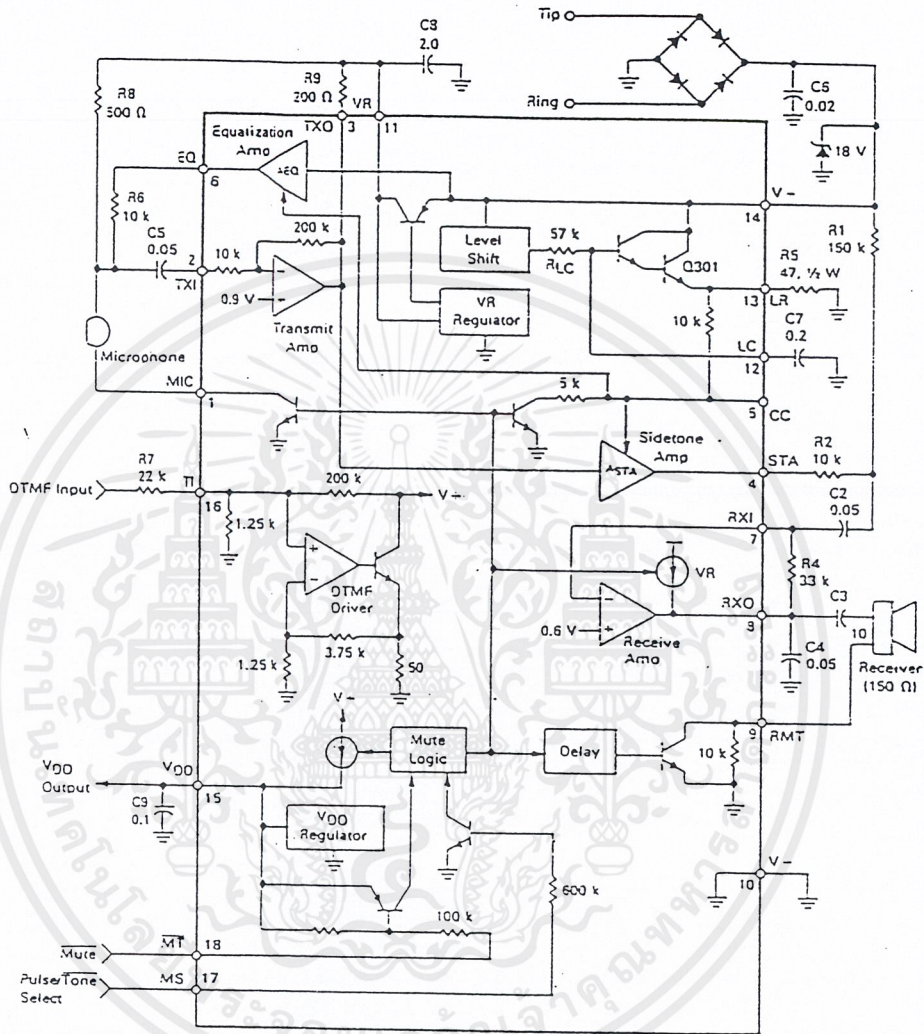 Tip
Ring
C8
2.0
R8
500 Ω
R9
200 Ω
C6
0.02
18 V
TXO
3
VR
11
Equalization
Amp
EQ
6
AEQ
V-
14
R6
10 k
C5
0.05
2
TXI
10 k
200 k
0.9 V
Transmit
Amp
Level
Shift
57 k
RLC
Q301
VR
Regulator
R1
150 k
R5
47, ½ W
13
LR
10 k
C7
0.2
LC
12
Microphone
MIC
1
5 k
5
CC
Sidetone
Amp
ASTA
STA
4
R2
10 k
R7
22 k
DTMF Input
TI
16
1.25 k
200 k
V-
DTMF
Driver
1.25 k
3.75 k
50
RXI
7
C2
0.05
VR
R4
33 k
0.6 V
Receive
Amp
RXO
C3
10
C4
0.05
Receiver
(150 Ω)
V-
Mute
Logic
Delay
10 k
9
RMT
VDD
Output
VDD
15
C9
0.1
VDD
Regulator
600 k
V-
10
100 k
Mute
MT
18
Pulse/Tone
Select
MS
17